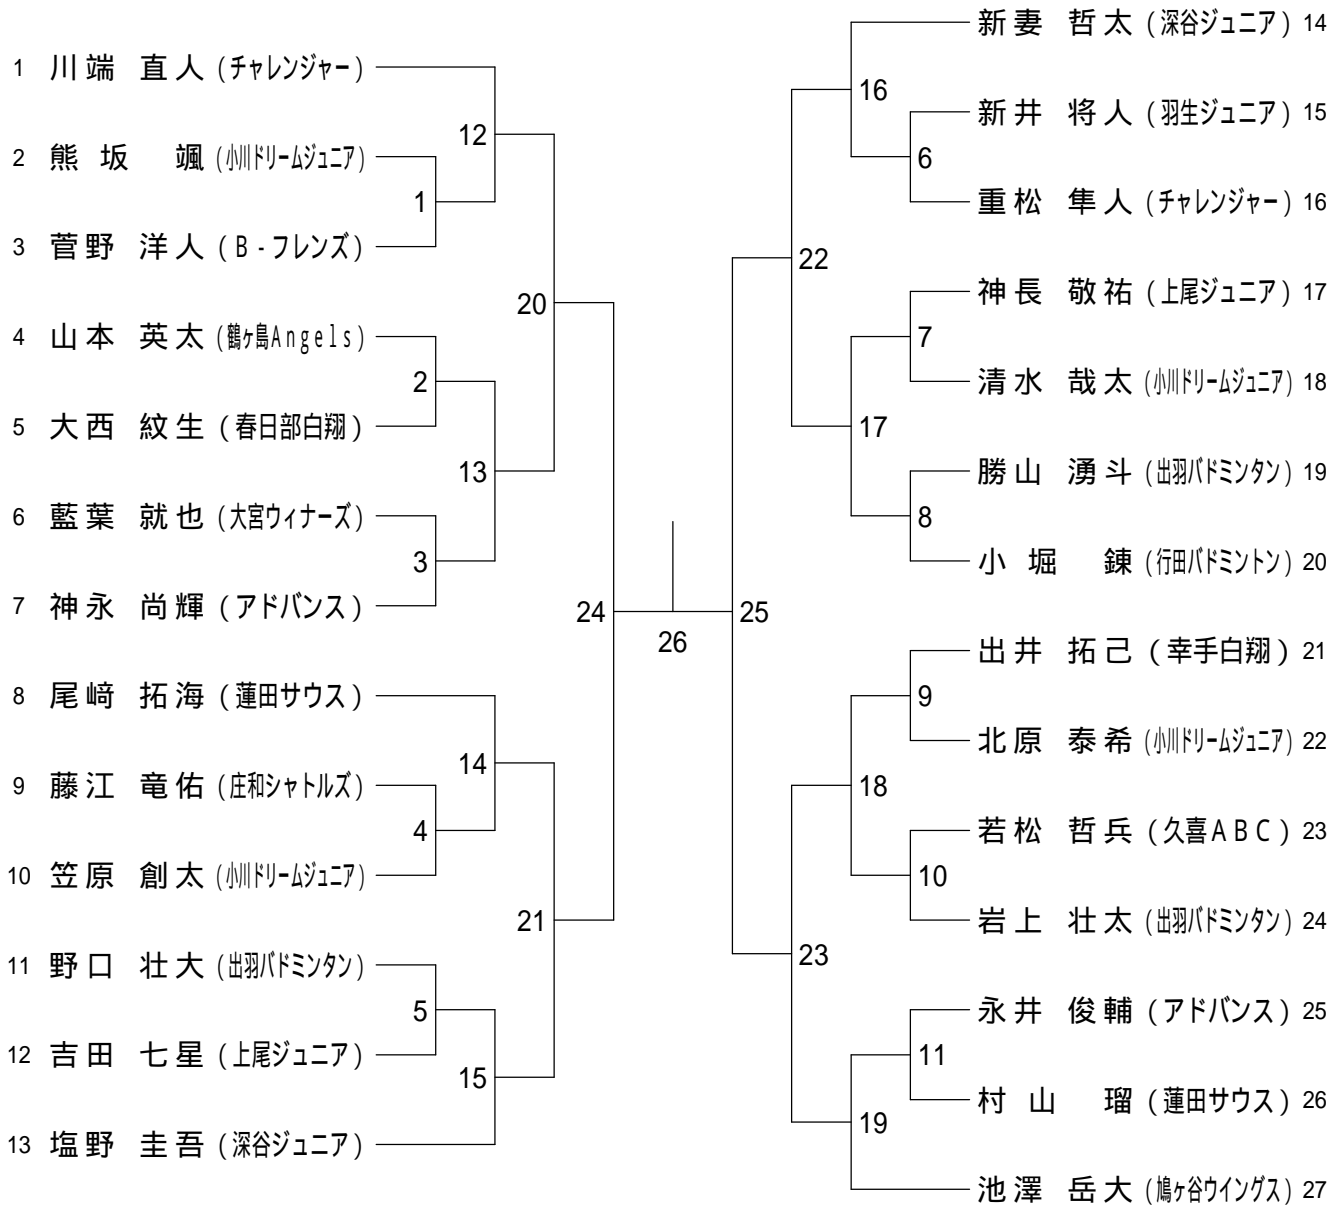 1 川端 直人 (チャレンジャー)
2 熊坂 颯 (小川ドリームジュニア)
3 菅野 洋人 (B-フレンズ)
4 山本 英太 (鶴ヶ島Angels)
5 大西 紋生 (春日部白翔)
6 藍葉 就也 (大宮ウィナーズ)
7 神永 尚輝 (アドバンス)
8 尾﨑 拓海 (蓮田サウス)
9 藤江 竜佑 (庄和シャトルズ)
10 笠原 創太 (小川ドリームジュニア)
11 野口 壮大 (出羽バドミンタン)
12 吉田 七星 (上尾ジュニア)
13 塩野 圭吾 (深谷ジュニア)
1
2
3
4
5
12
13
14
15
20
21
24
26
25
22
23
16
17
18
19
6
7
8
9
10
11
新妻 哲太 (深谷ジュニア) 14
新井 将人 (羽生ジュニア) 15
重松 隼人 (チャレンジャー) 16
神長 敬祐 (上尾ジュニア) 17
清水 哉太 (小川ドリームジュニア) 18
勝山 湧斗 (出羽バドミンタン) 19
小堀 錬 (行田バドミントン) 20
出井 拓己 (幸手白翔) 21
北原 泰希 (小川ドリームジュニア) 22
若松 哲兵 (久喜ABC) 23
岩上 壮太 (出羽バドミンタン) 24
永井 俊輔 (アドバンス) 25
村山 瑠 (蓮田サウス) 26
池澤 岳大 (鳩ヶ谷ウイングス) 27